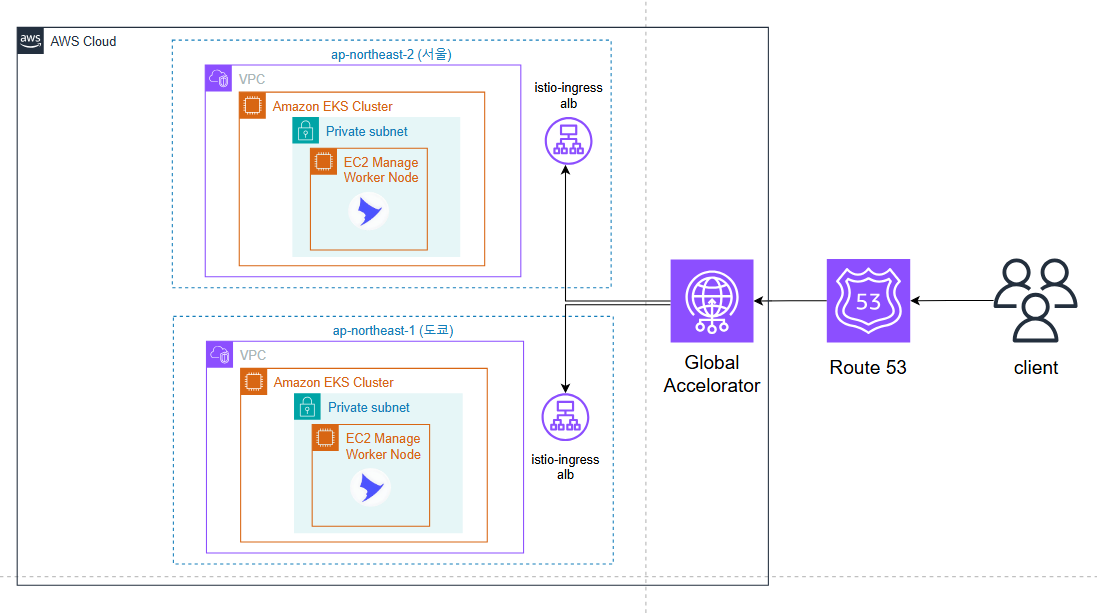 aws
AWS Cloud
ap-northeast-2 (서울)
VPC
Amazon EKS Cluster
Private subnet
EC2 Manage
Worker Node
istio-ingress
alb
ap-northeast-1 (도쿄)
VPC
Amazon EKS Cluster
Private subnet
EC2 Manage
Worker Node
istio-ingress
alb
Global
Accelorator
53
Route 53
client